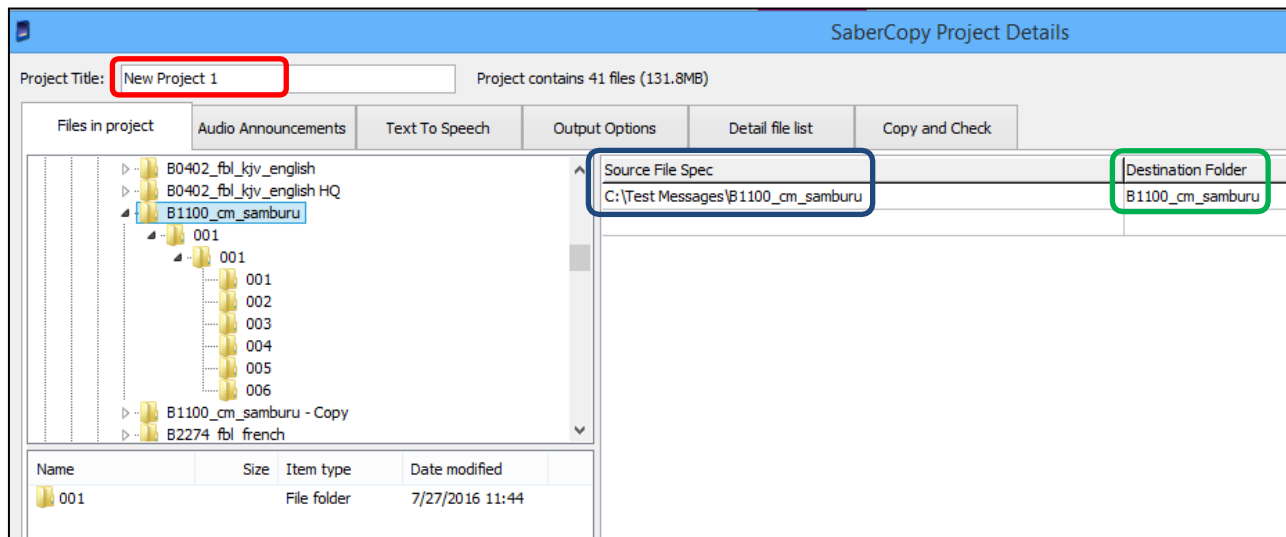 SaberCopy Project Details
Project Title: New Project 1 Project contains 41 files (131.8MB)
Files in project Audio Announcements Text To Speech Output Options Detail file list Copy and Check
B0402_fbl_kjv_english
B0402_fbl_kjv_english HQ
B1100_cm_samburu
001
001
001
002
003
004
005
006
B1100_cm_samburu - Copy
B2274_fbl_french
Source File Spec Destination Folder
C:\Test Messages\B1100_cm_samburu B1100_cm_samburu
Name Size Item type Date modified
001 File folder 7/27/2016 11:44